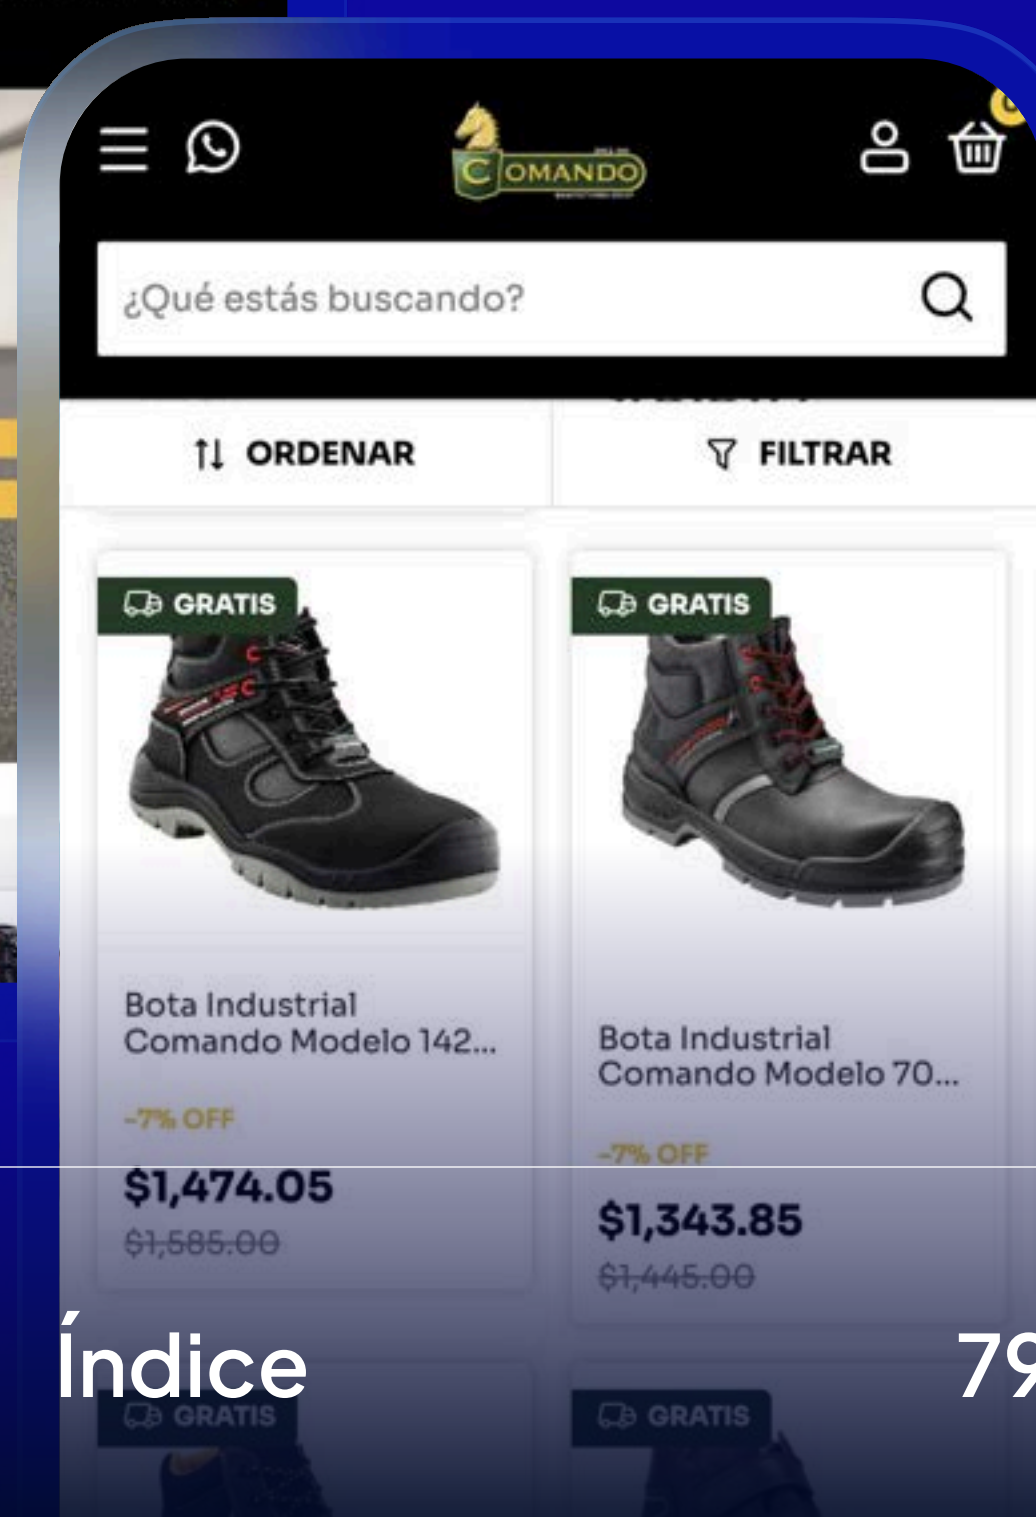 COMANDO
¿Qué estás buscando?
ORDENAR
FILTRAR
GRATIS
GRATIS
Bota Industrial
Comando Modelo 142...
-7% OFF
$1,474.05
$1,585.00
Bota Industrial
Comando Modelo 70...
-7% OFF
$1,343.85
$1,445.00
Índice
79
GRATIS
GRATIS